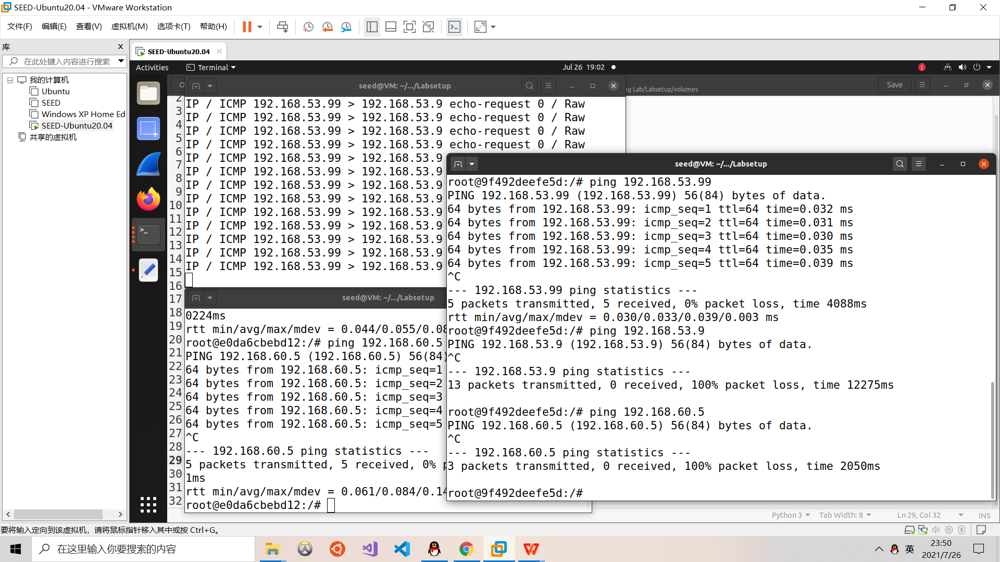 SEED-Ubuntu20.04 - VMware Workstation
文件(F) 编辑(E) 查看(V) 虚拟机(M) 选项卡(T) 帮助(H)
库
在此处键入内容进行搜索
我的计算机
Ubuntu
SEED
Windows XP Home Ed
SEED-Ubuntu20.04
共享的虚拟机
SEED-Ubuntu20.04
Activities
Terminal
Jul 26 19:02
ng Lab/Labsetup/volumes
Save
2
3
4
5
6
7
8
9
10
11
12
13
14
15
16
17
18
19
20
21
22
23
24
25
26
27
28
29
30
31
32
seed@VM: ~/.../Labsetup
IP / ICMP 192.168.53.99 > 192.168.53.9 echo-request 0 / Raw
IP / ICMP 192.168.53.99 > 192.168.53.9 echo-request 0 / Raw
IP / ICMP 192.168.53.99 > 192.168.53.9 echo-request 0 / Raw
IP / ICMP 192.168.53.99 > 192.168.53.9 echo-request 0 / Raw
IP / ICMP 192.168.53.99 > 192.168.53.9
IP / ICMP 192.168.53.99 > 192.168.53.9
IP / ICMP 192.168.53.99 > 192.168.53.9
IP / ICMP 192.168.53.99 > 192.168.53.9
IP / ICMP 192.168.53.99 > 192.168.53.9
IP / ICMP 192.168.53.99 > 192.168.53.9
IP / ICMP 192.168.53.99 > 192.168.53.9
IP / ICMP 192.168.53.99 > 192.168.53.9
IP / ICMP 192.168.53.99 > 192.168.53.9
seed@VM: ~/.../Labsetup
0224ms
rtt min/avg/max/mdev = 0.044/0.055/0.08
root@e0da6cbebd12:/# ping 192.168.60.5
PING 192.168.60.5 (192.168.60.5) 56(84)
64 bytes from 192.168.60.5: icmp_seq=1
64 bytes from 192.168.60.5: icmp_seq=2
64 bytes from 192.168.60.5: icmp_seq=3
64 bytes from 192.168.60.5: icmp_seq=4
64 bytes from 192.168.60.5: icmp_seq=5
^C
--- 192.168.60.5 ping statistics ---
5 packets transmitted, 5 received, 0% p
1ms
rtt min/avg/max/mdev = 0.061/0.084/0.14
root@e0da6cbebd12:/#
seed@VM: ~/.../Labsetup
root@9f492deefe5d:/# ping 192.168.53.99
PING 192.168.53.99 (192.168.53.99) 56(84) bytes of data.
64 bytes from 192.168.53.99: icmp_seq=1 ttl=64 time=0.032 ms
64 bytes from 192.168.53.99: icmp_seq=2 ttl=64 time=0.031 ms
64 bytes from 192.168.53.99: icmp_seq=3 ttl=64 time=0.030 ms
64 bytes from 192.168.53.99: icmp_seq=4 ttl=64 time=0.035 ms
64 bytes from 192.168.53.99: icmp_seq=5 ttl=64 time=0.039 ms
^C
--- 192.168.53.99 ping statistics ---
5 packets transmitted, 5 received, 0% packet loss, time 4088ms
rtt min/avg/max/mdev = 0.030/0.033/0.039/0.003 ms
root@9f492deefe5d:/# ping 192.168.53.9
PING 192.168.53.9 (192.168.53.9) 56(84) bytes of data.
^C
--- 192.168.53.9 ping statistics ---
13 packets transmitted, 0 received, 100% packet loss, time 12275ms
root@9f492deefe5d:/# ping 192.168.60.5
PING 192.168.60.5 (192.168.60.5) 56(84) bytes of data.
^C
--- 192.168.60.5 ping statistics ---
3 packets transmitted, 0 received, 100% packet loss, time 2050ms
root@9f492deefe5d:/#
Python 3
Tab Width: 8
Ln 29, Col 32
INS
要将输入定向到该虚拟机，请将鼠标指针移入其中或按 Ctrl+G。
在这里输入你要搜索的内容
英
23:50
2021/7/26